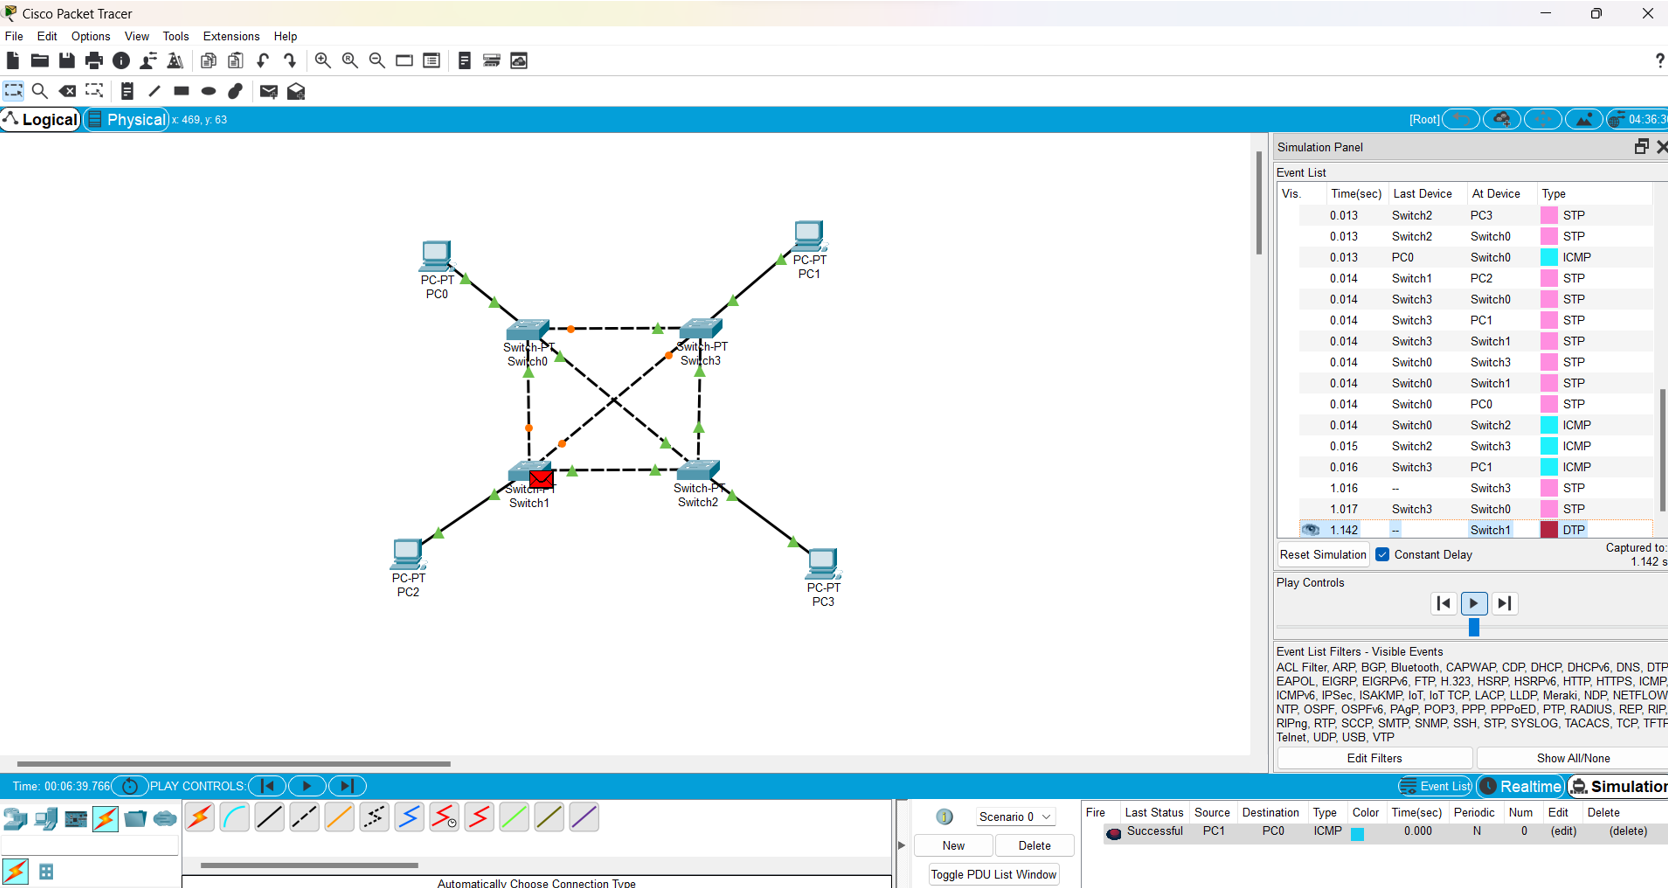 Cisco Packet Tracer
File Edit Options View Tools Extensions Help
?
Logical Physical x: 469, y: 63 [Root] 04:36:3
Simulation Panel
Event List
Vis. Time(sec) Last Device At Device Type
0.013 Switch2 PC3 STP
0.013 Switch2 Switch0 STP
0.013 PC0 Switch0 ICMP
0.014 Switch1 PC2 STP
0.014 Switch3 Switch0 STP
0.014 Switch3 PC1 STP
0.014 Switch3 Switch1 STP
0.014 Switch0 Switch3 STP
0.014 Switch0 Switch1 STP
0.014 Switch0 PC0 STP
0.014 Switch0 Switch2 ICMP
0.015 Switch2 Switch3 ICMP
0.016 Switch3 PC1 ICMP
1.016 -- Switch3 STP
1.017 Switch3 Switch0 STP
1.142 -- Switch1 DTP
Reset Simulation Constant Delay Captured to:
1.142 s
Play Controls
Event List Filters - Visible Events
ACL Filter, ARP, BGP, Bluetooth, CAPWAP, CDP, DHCP, DHCPv6, DNS, DTP
EAPOL, EIGRP, EIGRPv6, FTP, H.323, HSRP, HSRPv6, HTTP, HTTPS, ICMP,
ICMPv6, IPSec, ISAKMP, IoT, IoT TCP, LACP, LLDP, Meraki, NDP, NETFLOW
NTP, OSPF, OSPFv6, PAgP, POP3, PPP, PPPoED, PTP, RADIUS, REP, RIP,
RIPng, RTP, SCCP, SMTP, SNMP, SSH, STP, SYSLOG, TACACS, TCP, TFTP
Telnet, UDP, USB, VTP
Edit Filters Show All/None
PC-PT
PC0
PC-PT
PC1
Switch-PT
Switch0
Switch-PT
Switch3
Switch-PT
Switch1
Switch-PT
Switch2
PC-PT
PC2
PC-PT
PC3
Time: 00:06:39.766 PLAY CONTROLS: Event List Realtime Simulation
Scenario 0
New Delete
Toggle PDU List Window
Fire Last Status Source Destination Type Color Time(sec) Periodic Num Edit Delete
Successful PC1 PC0 ICMP 0.000 N 0 (edit) (delete)
Automatically Choose Connection Type